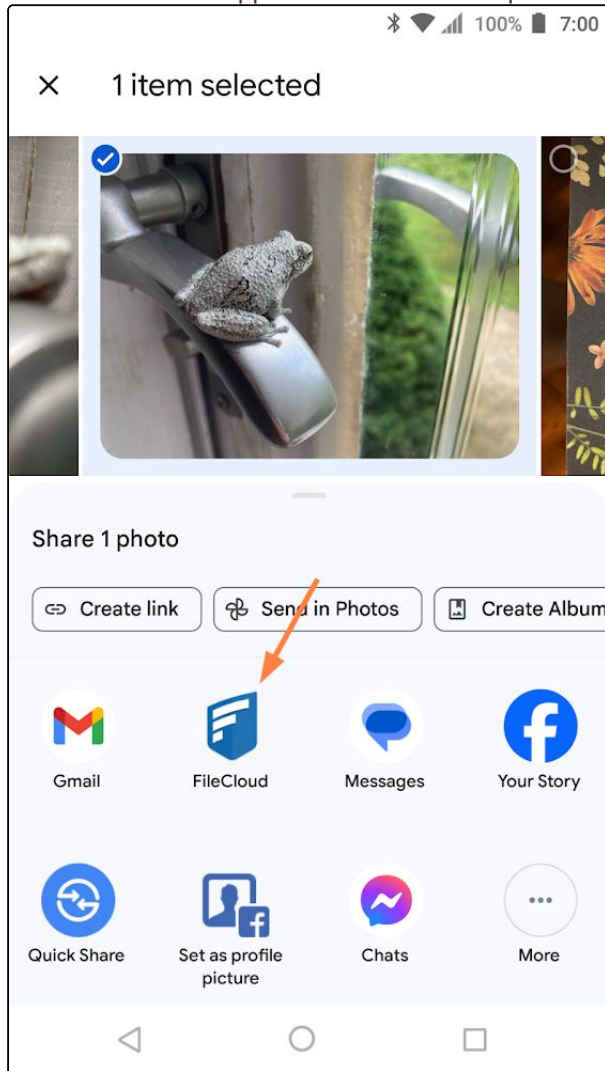 100% 7:00
1 item selected
Share 1 photo
Create link
Send in Photos
Create Album
Gmail
FileCloud
Messages
Your Story
Quick Share
Set as profile
picture
Chats
More